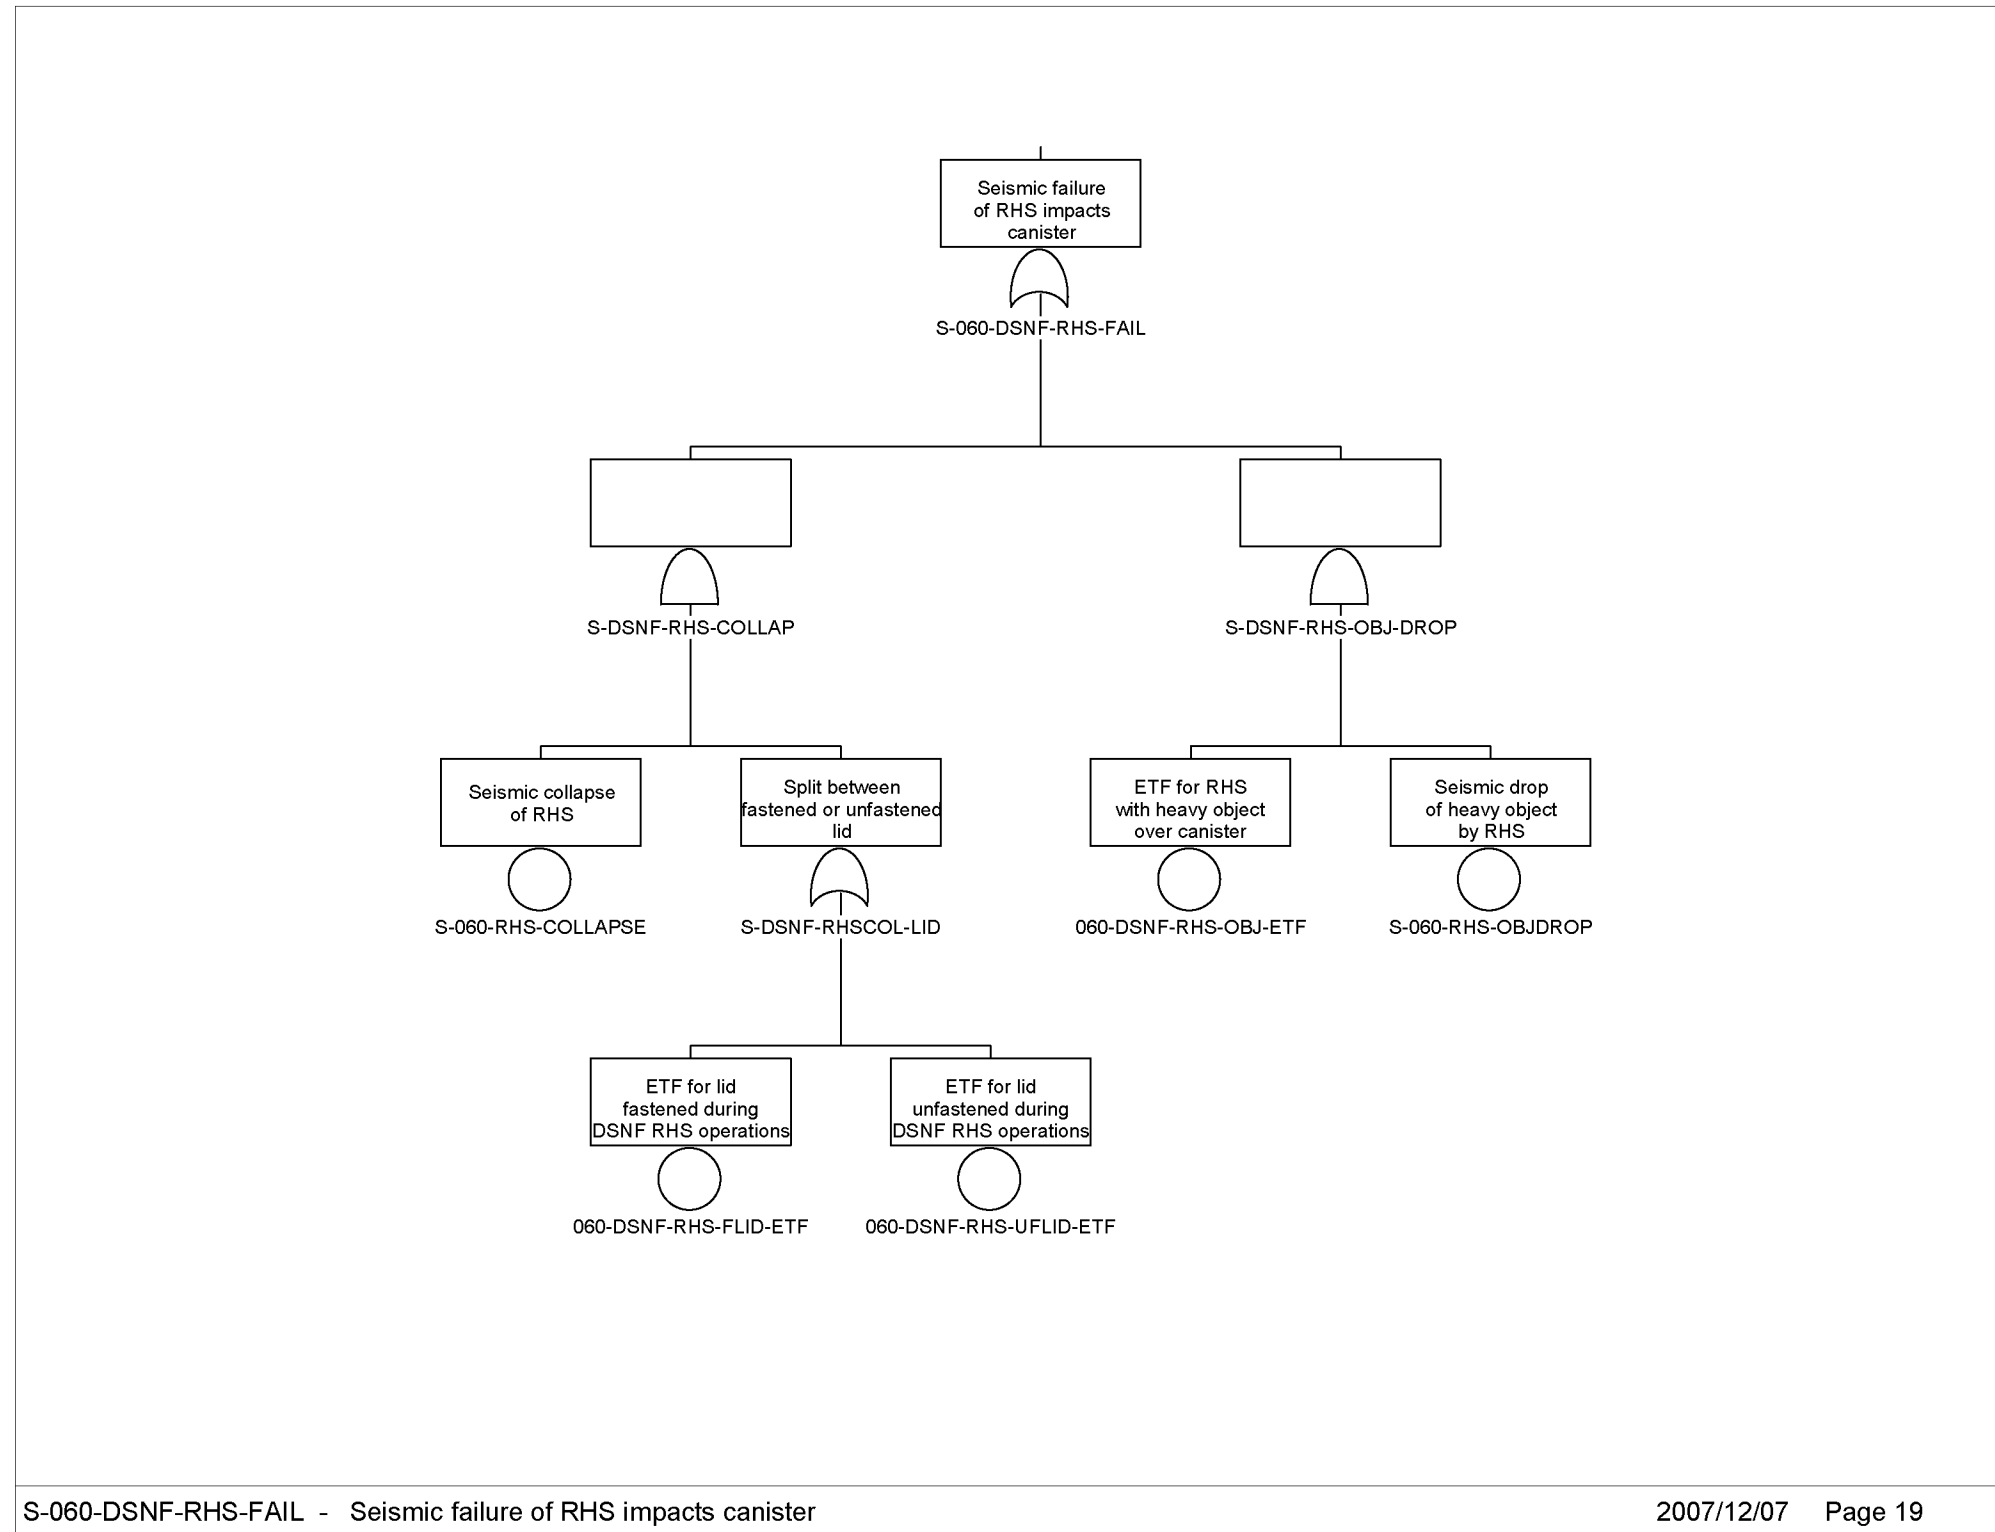 Seismic failure
of RHS impacts
canister
S-060-DSNF-RHS-FAIL
S-DSNF-RHS-COLLAP
S-DSNF-RHS-OBJ-DROP
Seismic collapse
of RHS
S-060-RHS-COLLAPSE
Split between
fastened or unfastened
lid
S-DSNF-RHSCOL-LID
ETF for RHS
with heavy object
over canister
060-DSNF-RHS-OBJ-ETF
Seismic drop
of heavy object
by RHS
S-060-RHS-OBJDROP
ETF for lid
fastened during
DSNF RHS operations
060-DSNF-RHS-FLID-ETF
ETF for lid
unfastened during
DSNF RHS operations
060-DSNF-RHS-UFLID-ETF
S-060-DSNF-RHS-FAIL - Seismic failure of RHS impacts canister
2007/12/07 Page 19